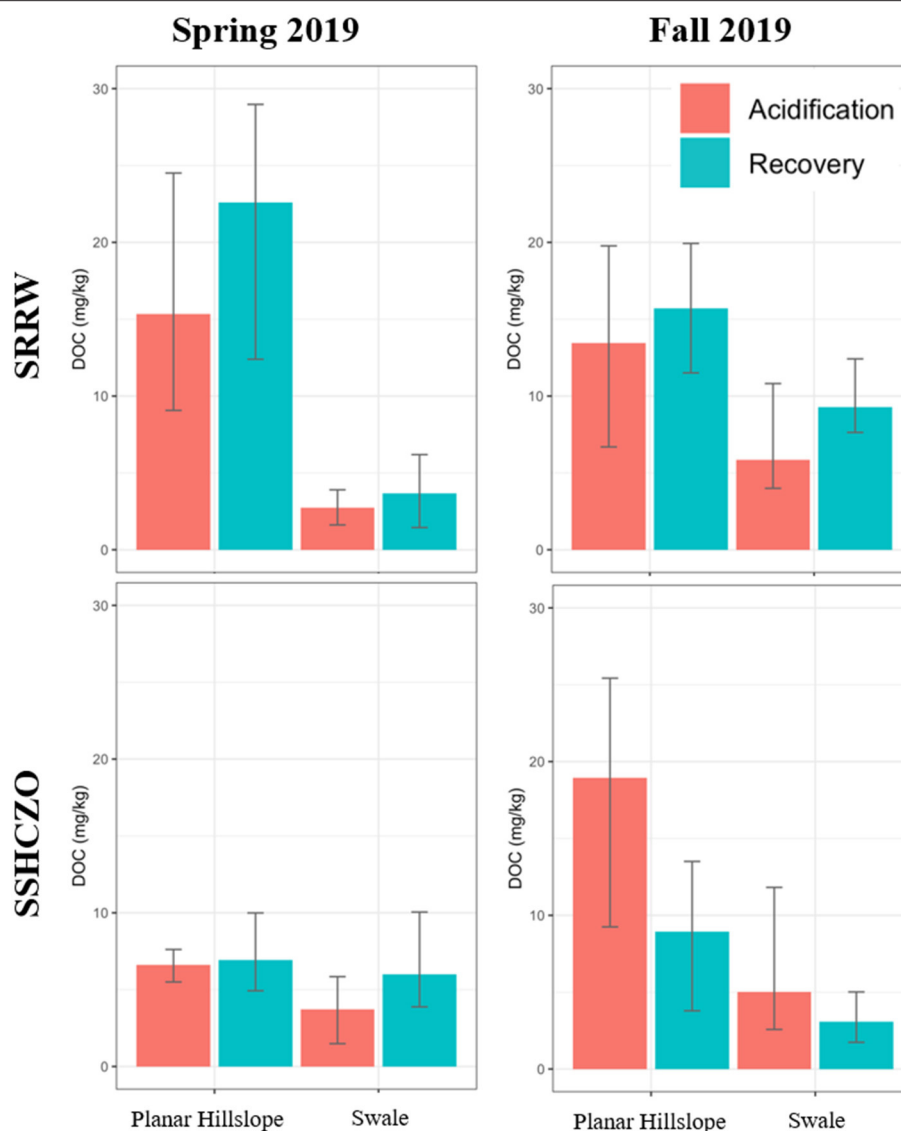 Spring 2019
Fall 2019
Acidification
Recovery
SRRW
DOC (mg/kg)
30
20
10
0
DOC (mg/kg)
30
20
10
0
SSHCZO
DOC (mg/kg)
30
20
10
0
Planar Hillslope
Swale
DOC (mg/kg)
30
20
10
0
Planar Hillslope
Swale